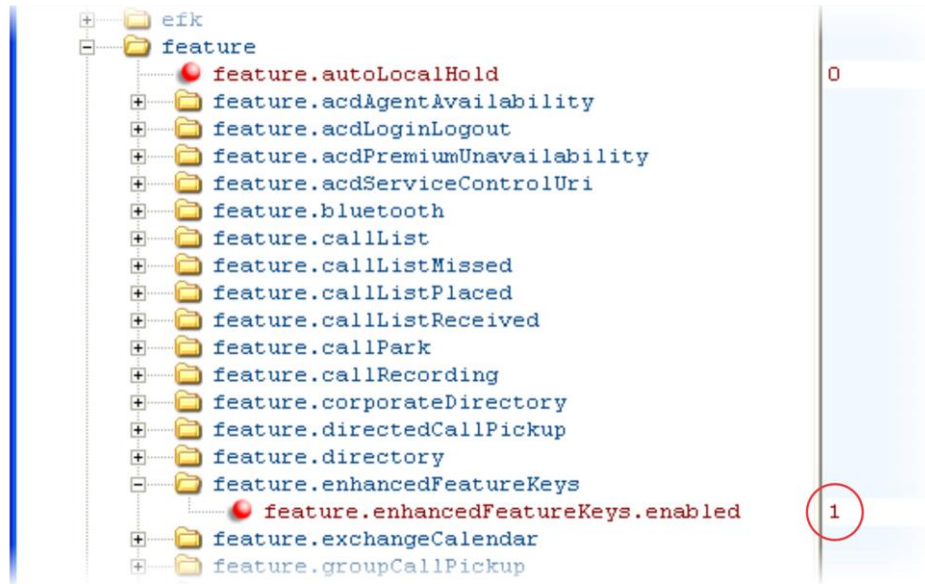 efk
feature
feature.autoLocalHold 0
feature.acdAgentAvailability
feature.acdLoginLogout
feature.acdPremiumUnavailability
feature.acdServiceControlUri
feature.bluetooth
feature.callList
feature.callListMissed
feature.callListPlaced
feature.callListReceived
feature.callPark
feature.callRecording
feature.corporateDirectory
feature.directedCallPickup
feature.directory
feature.enhancedFeatureKeys
feature.enhancedFeatureKeys.enabled 1
feature.exchangeCalendar
feature.groupCallPickup